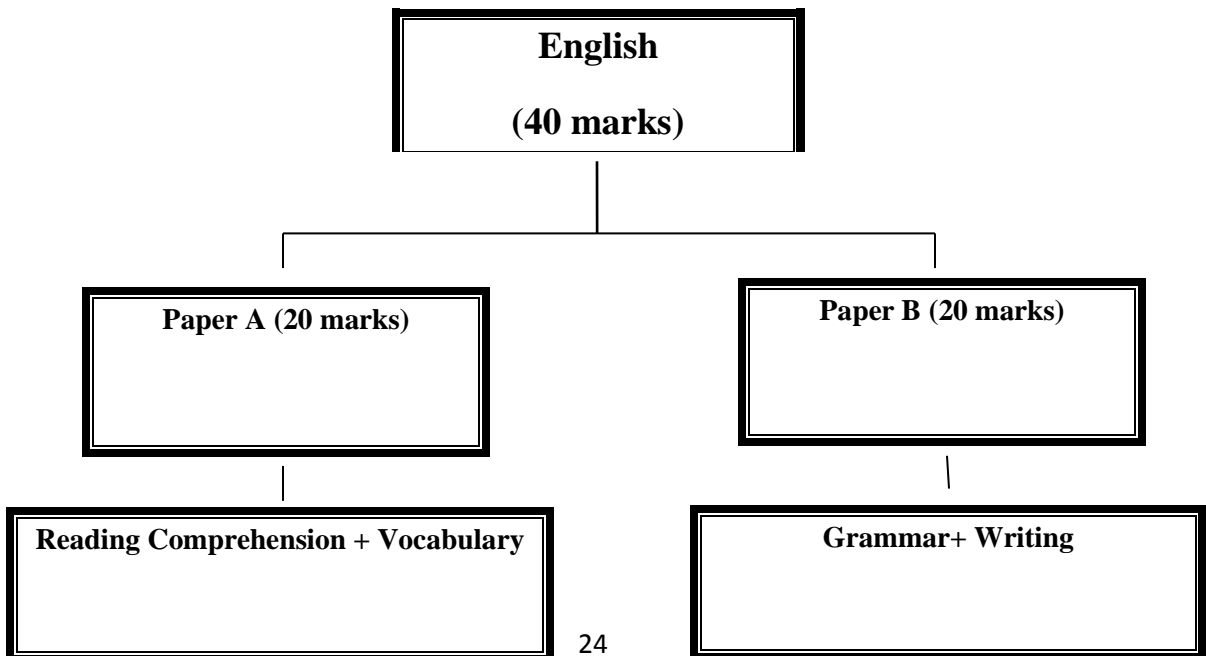 English
(40 marks)
Paper A (20 marks)
Paper B (20 marks)
Reading Comprehension + Vocabulary
Grammar+ Writing
24